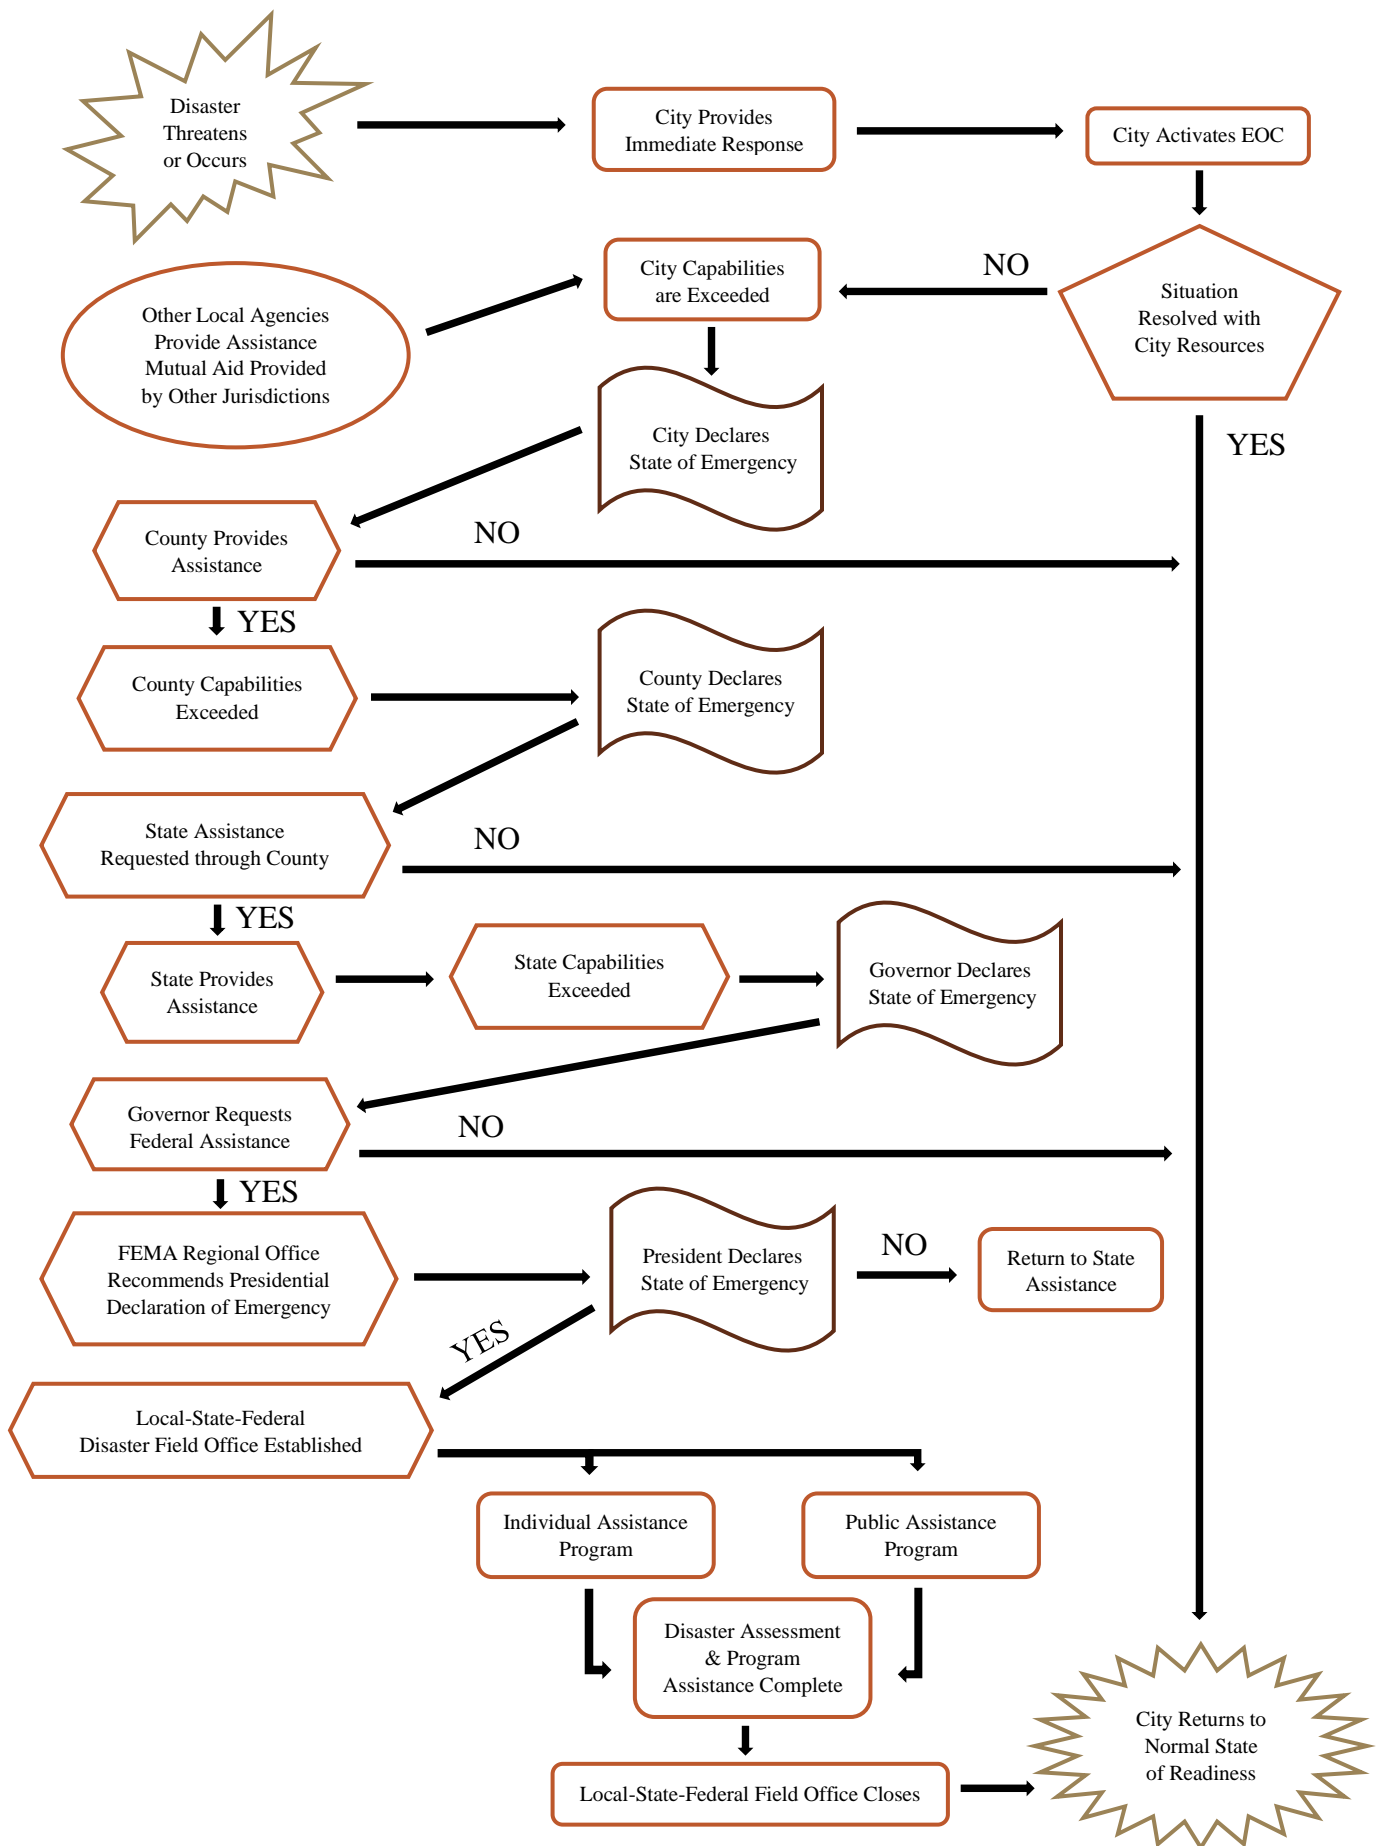 Disaster
Threatens
or Occurs
City Provides
Immediate Response
City Activates EOC
City Capabilities
are Exceeded
NO
Situation
Resolved with
City Resources
Other Local Agencies
Provide Assistance
Mutual Aid Provided
by Other Jurisdictions
City Declares
State of Emergency
YES
County Provides
Assistance
NO
YES
County Capabilities
Exceeded
County Declares
State of Emergency
State Assistance
Requested through County
NO
YES
State Provides
Assistance
State Capabilities
Exceeded
Governor Declares
State of Emergency
Governor Requests
Federal Assistance
NO
YES
FEMA Regional Office
Recommends Presidential
Declaration of Emergency
President Declares
State of Emergency
NO
Return to State
Assistance
YES
Local-State-Federal
Disaster Field Office Established
Individual Assistance
Program
Public Assistance
Program
Disaster Assessment
& Program
Assistance Complete
City Returns to
Normal State
of Readiness
Local-State-Federal Field Office Closes